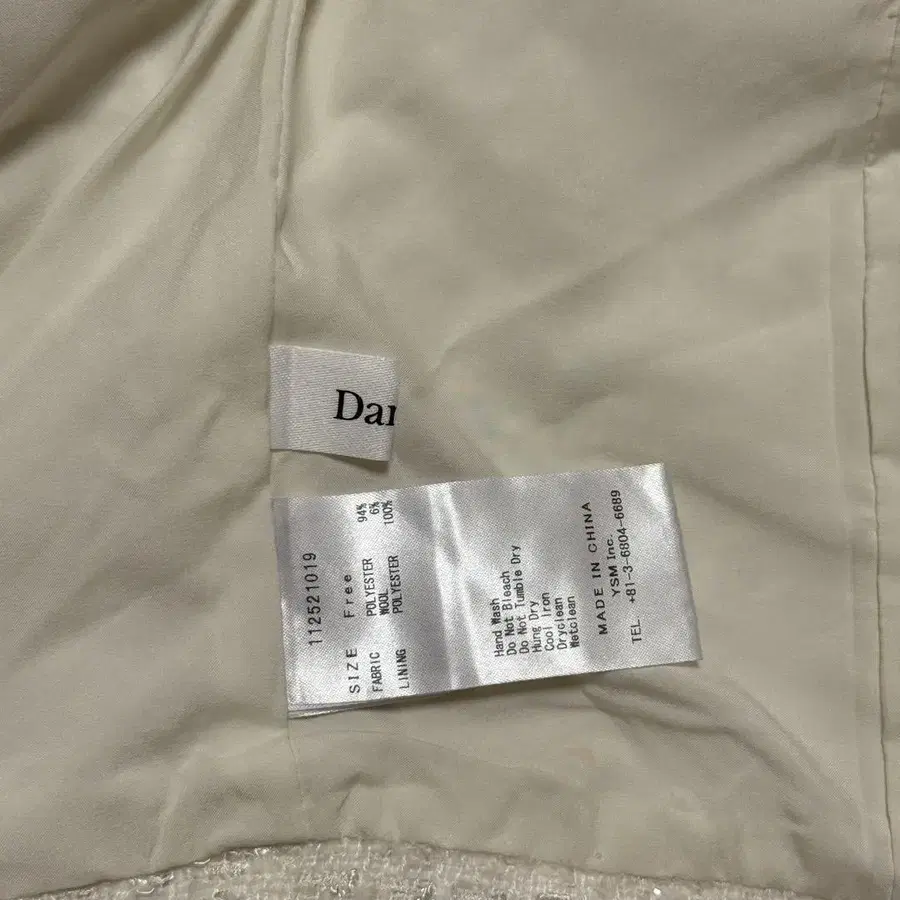 Dar
112521019
SIZE Free
FABRIC POLYESTER 94%
WOOL 6%
LINING POLYESTER 100%
Hand Wash
Do Not Bleach
Do Not Tumble Dry
Hung Dry
Cool Iron
Dryclean
Wetclean
MADE IN CHINA
YSM Inc.
TEL. +81-3-6804-6689